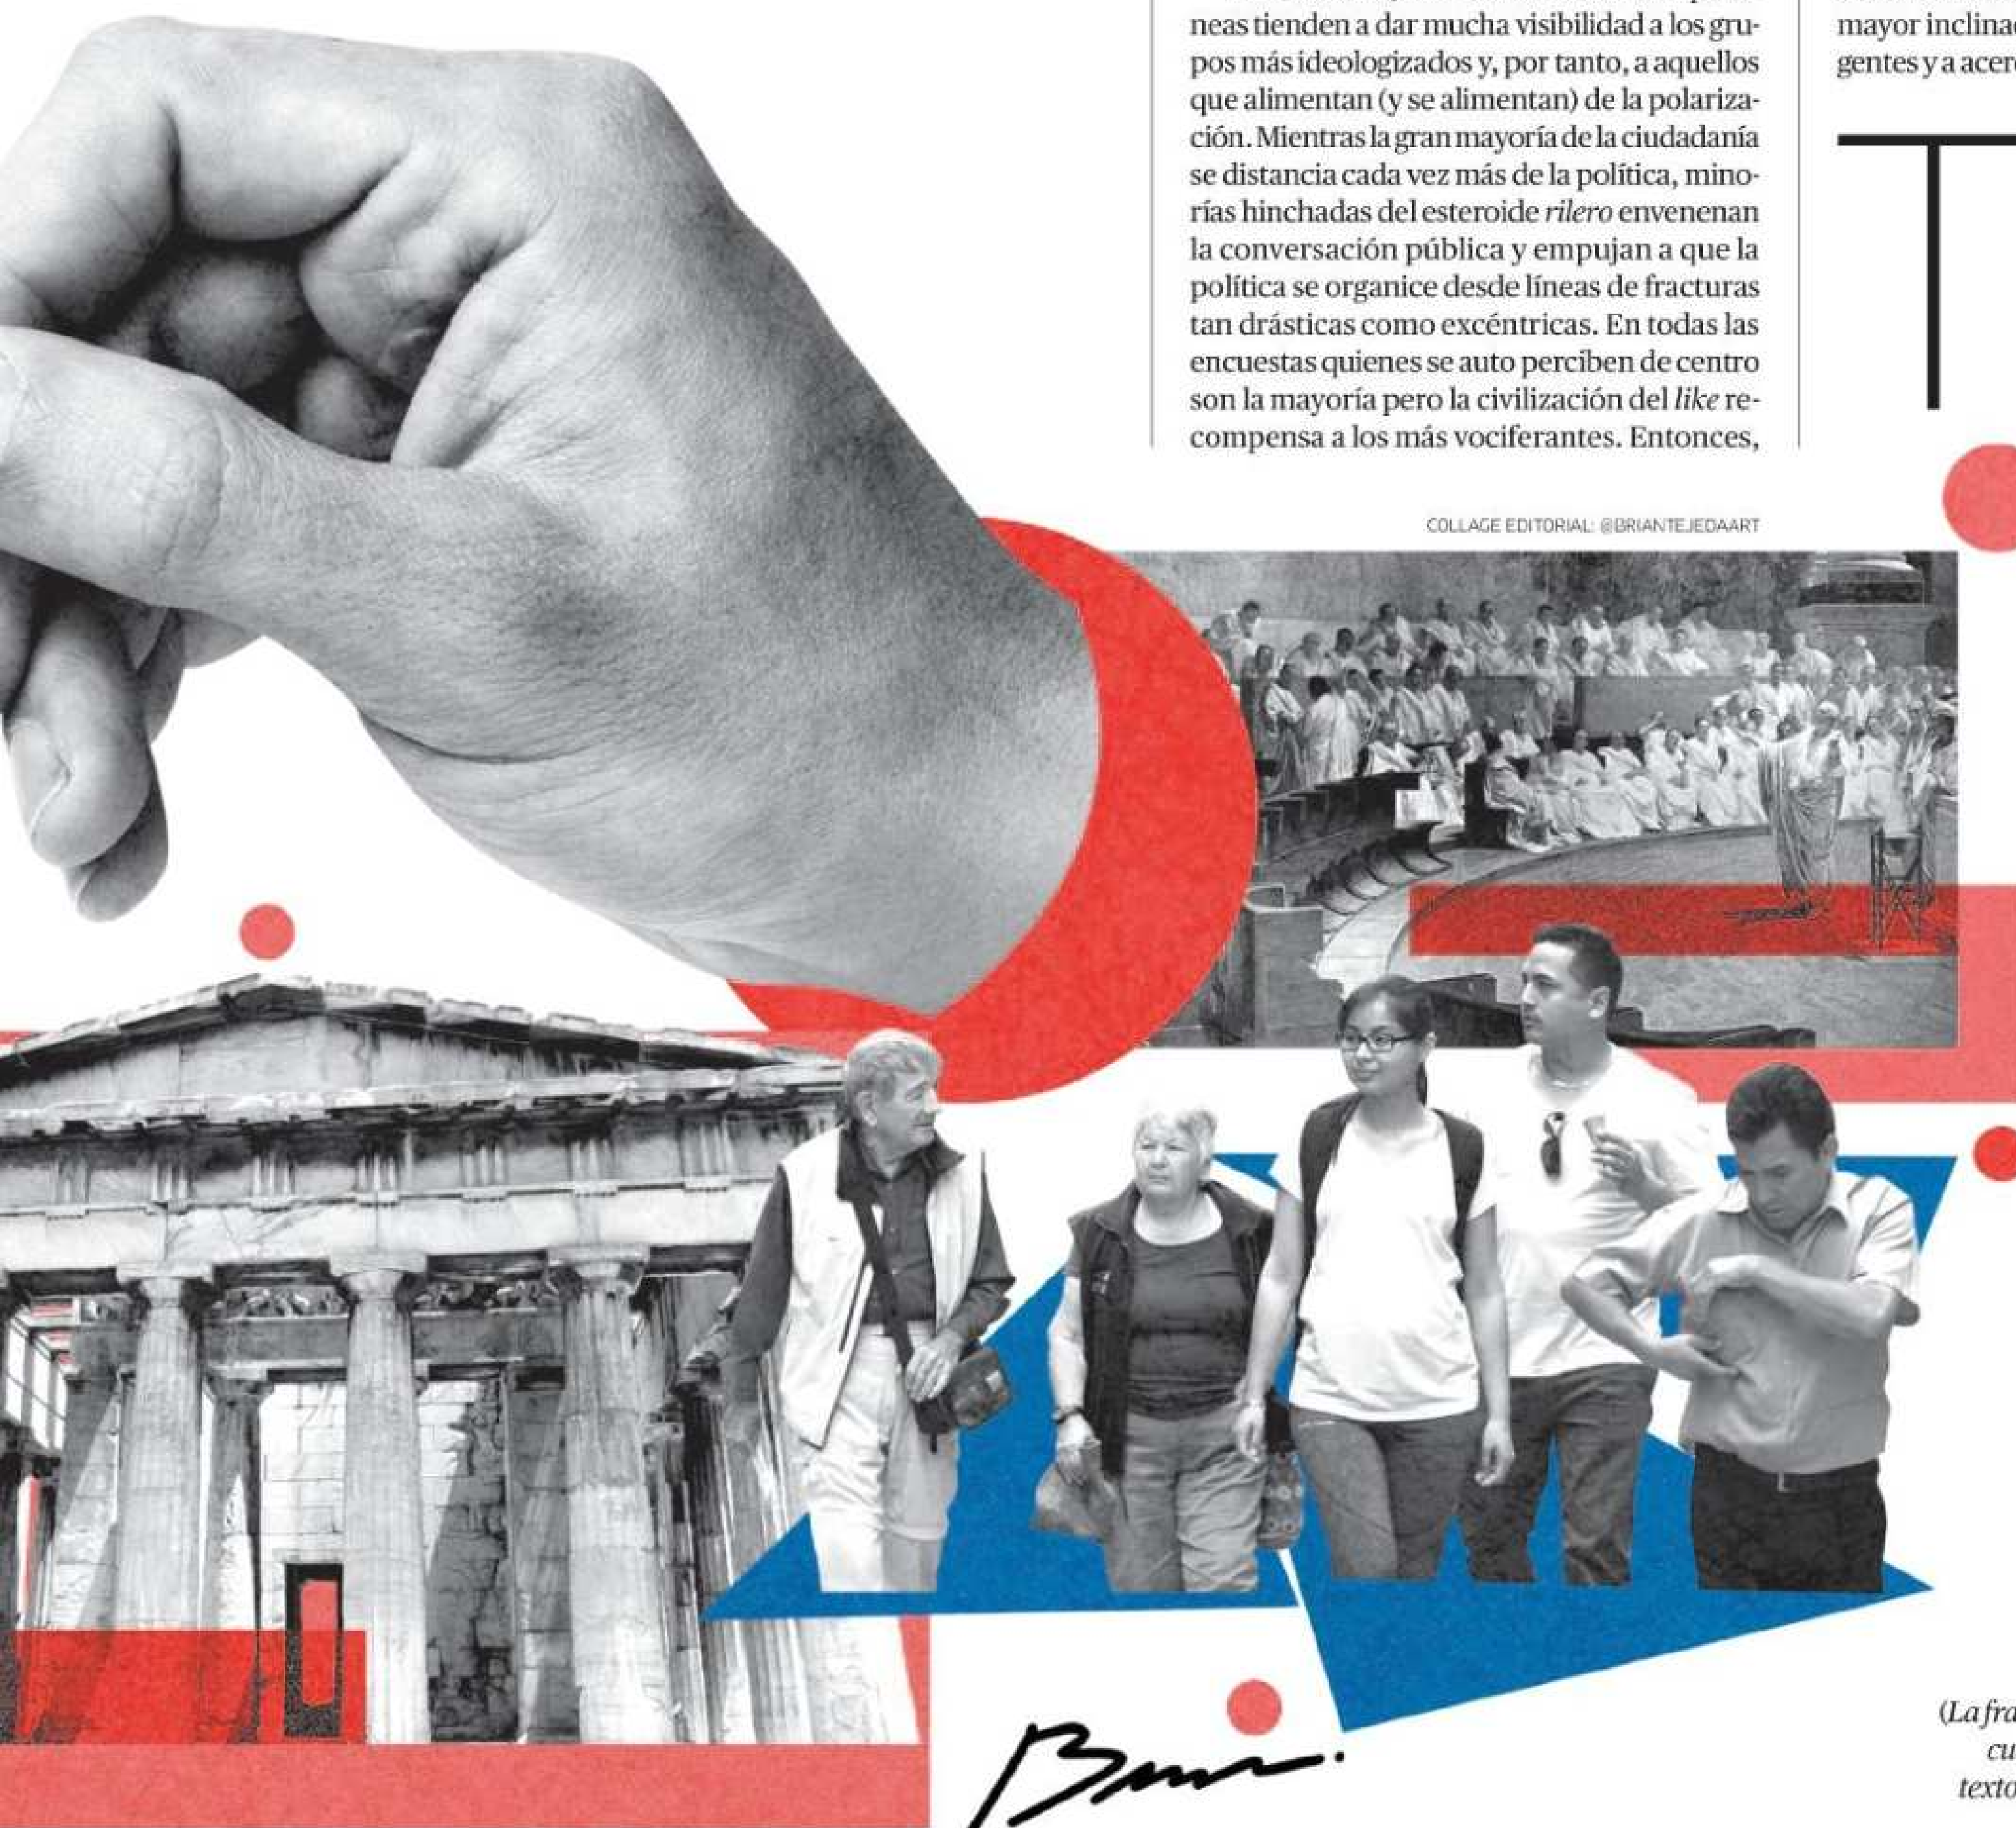 neas tienden a dar mucha visibilidad a los gru-
pos más ideologizados y, por tanto, a aquellos
que alimentan (y se alimentan) de la polariza-
ción. Mientras la gran mayoría de la ciudadanía
se distancia cada vez más de la política, mino-
rías hinchadas del esteroide rilero envenenan
la conversación pública y empujan a que la
política se organice desde líneas de fracturas
tan drásticas como excéntricas. En todas las
encuestas quienes se auto perciben de centro
son la mayoría pero la civilización del like re-
compensa a los más vociferantes. Entonces,
mayor inclinac
gentes y a acer
T
COLLAGE EDITORIAL: @BRIANTEJEDAART
(La fra
cu
texto